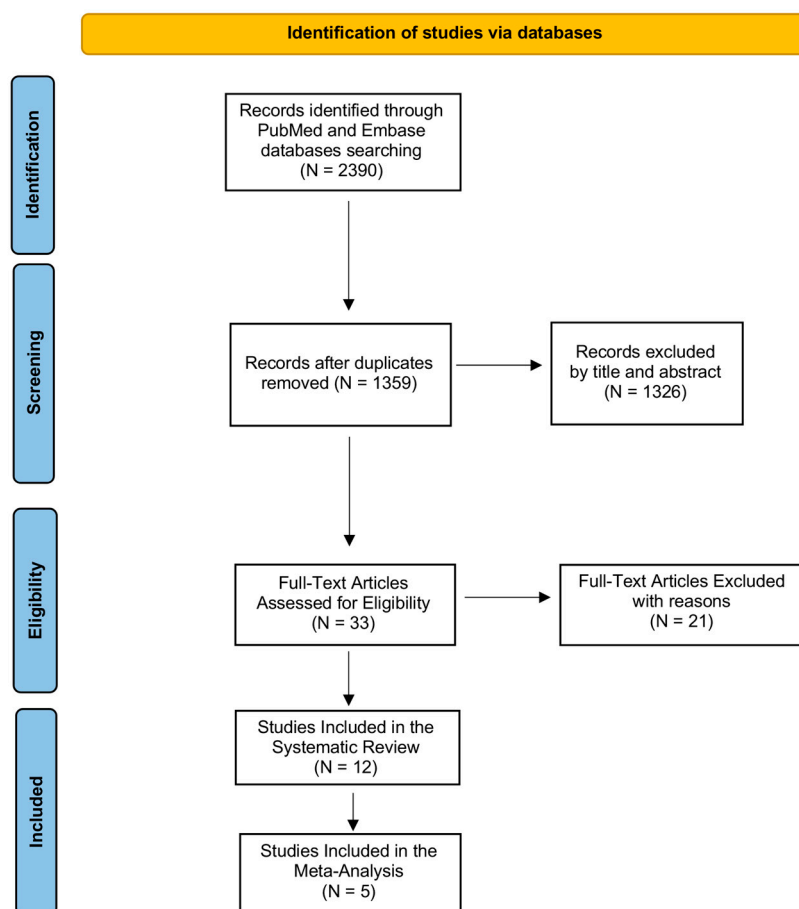 Identification of studies via databases
Identification
Records identified through
PubMed and Embase
databases searching
(N = 2390)
Screening
Records after duplicates
removed (N = 1359)
Records excluded
by title and abstract
(N = 1326)
Eligibility
Full-Text Articles
Assessed for Eligibility
(N = 33)
Full-Text Articles Excluded
with reasons
(N = 21)
Included
Studies Included in the
Systematic Review
(N = 12)
Studies Included in the
Meta-Analysis
(N = 5)